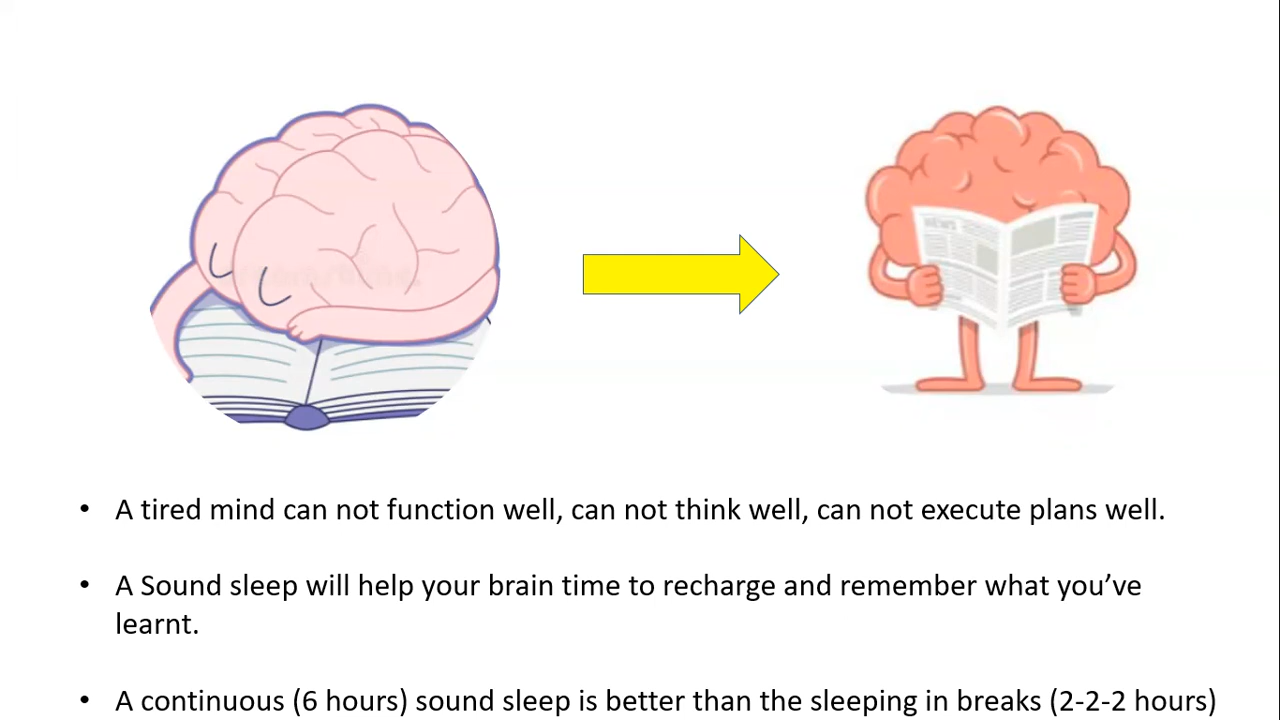 NEWS
• A tired mind can not function well, can not think well, can not execute plans well.
• A Sound sleep will help your brain time to recharge and remember what you’ve
learnt.
• A continuous (6 hours) sound sleep is better than the sleeping in breaks (2-2-2 hours)